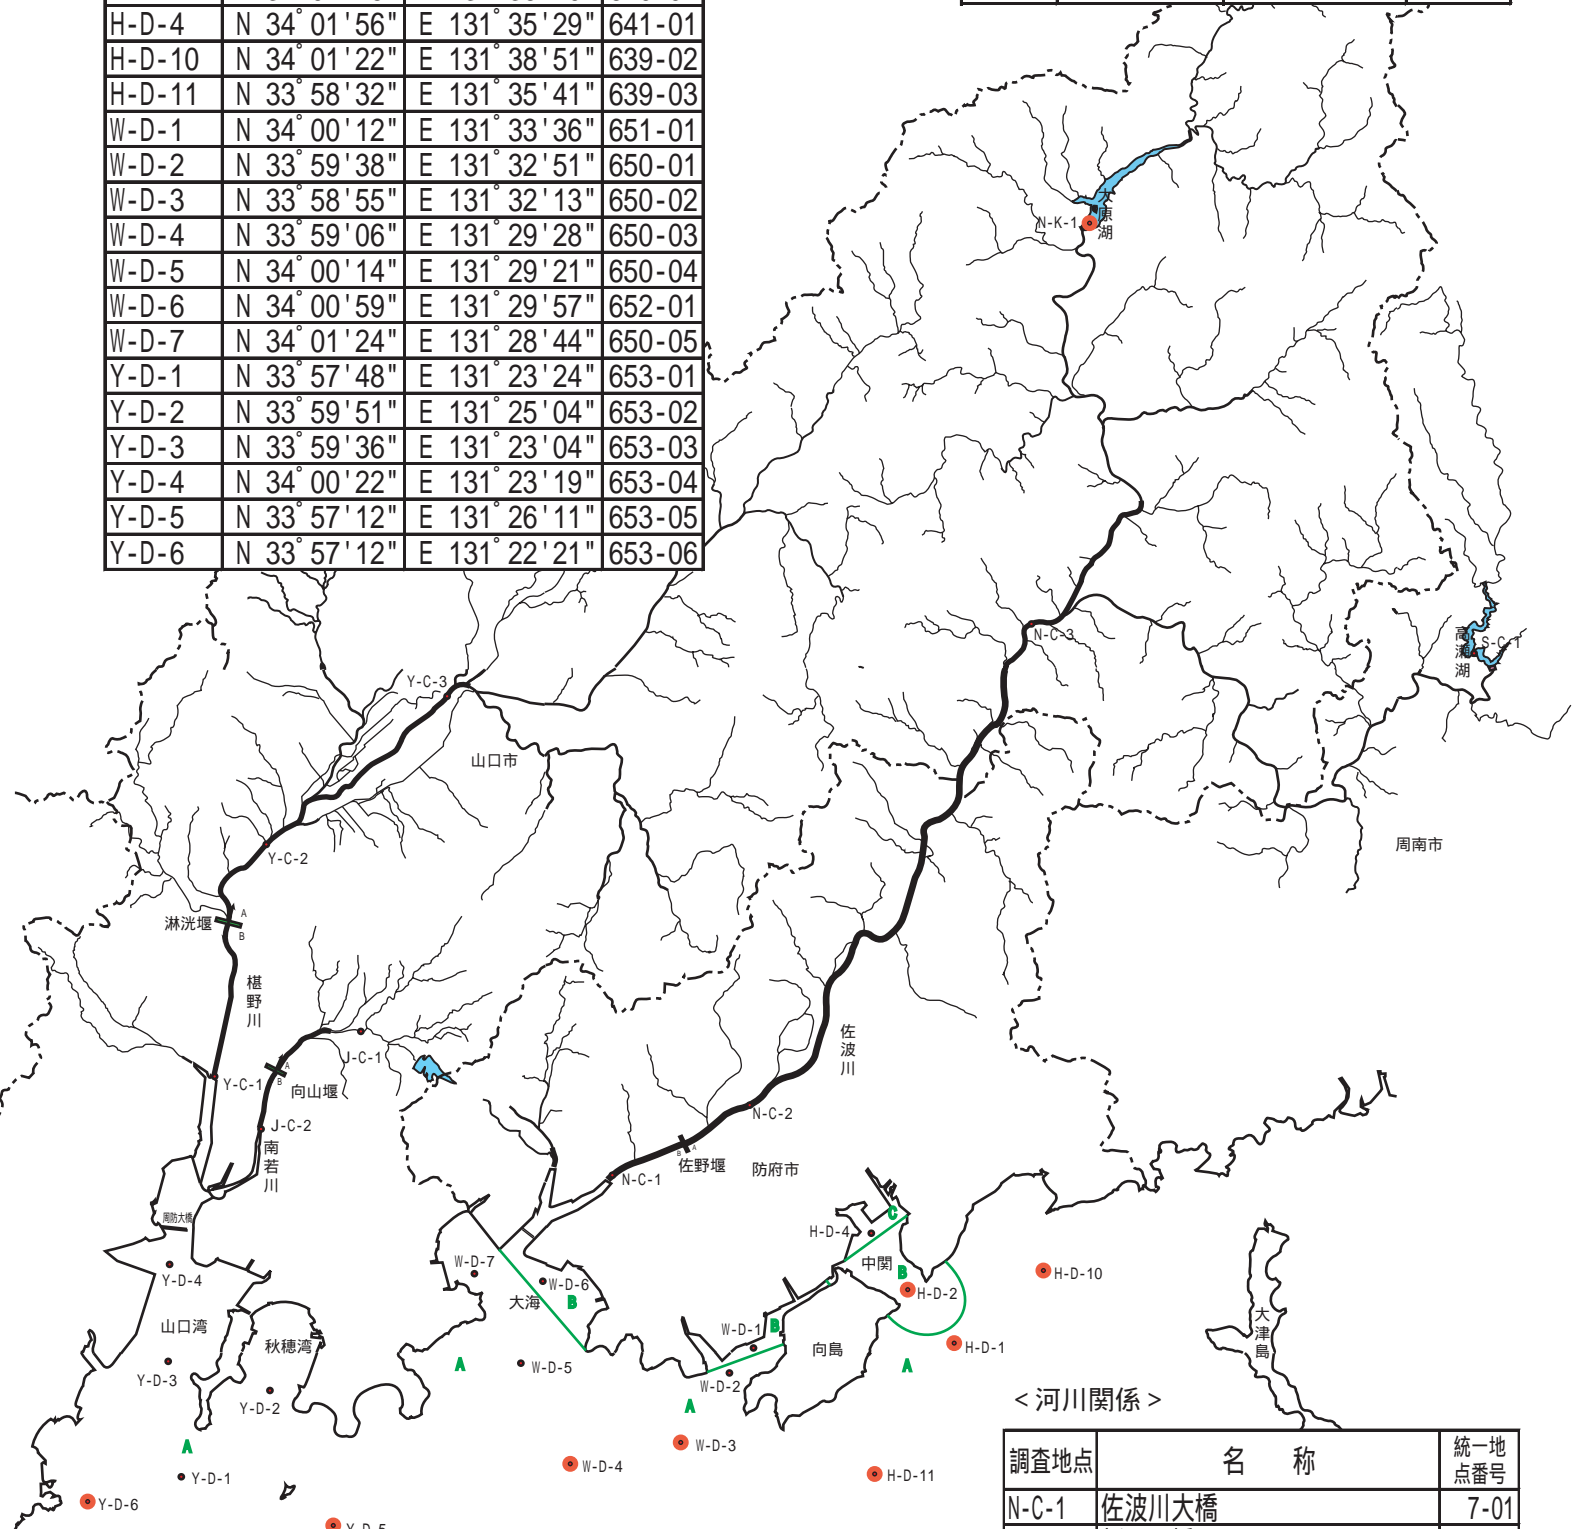 H-D-4 N 34°01'56" E 131°35'29" 641-01
H-D-10 N 34°01'22" E 131°38'51" 639-02
H-D-11 N 33°58'32" E 131°35'41" 639-03
W-D-1 N 34°00'12" E 131°33'36" 651-01
W-D-2 N 33°59'38" E 131°32'51" 650-01
W-D-3 N 33°58'55" E 131°32'13" 650-02
W-D-4 N 33°59'06" E 131°29'28" 650-03
W-D-5 N 34°00'14" E 131°29'21" 650-04
W-D-6 N 34°00'59" E 131°29'57" 652-01
W-D-7 N 34°01'24" E 131°28'44" 650-05
Y-D-1 N 33°57'48" E 131°23'24" 653-01
Y-D-2 N 33°59'51" E 131°25'04" 653-02
Y-D-3 N 33°59'36" E 131°23'04" 653-03
Y-D-4 N 34°00'22" E 131°23'19" 653-04
Y-D-5 N 33°57'12" E 131°26'11" 653-05
Y-D-6 N 33°57'12" E 131°22'21" 653-06
N-K-1
大原湖
N-C-3
高瀬湖
S-C-1
Y-C-3
山口市
周南市
Y-C-2
淋洸堰
A
B
椹野川
佐波川
J-C-1
Y-C-1
A
B
向山堰
J-C-2
南若川
N-C-2
A
B
佐野堰
防府市
N-C-1
周防大橋
C
H-D-4
中関
B
H-D-2
H-D-10
Y-D-4
W-D-7
W-D-6
大海
B
大津島
山口湾
秋穂湾
W-D-1
B
向島
H-D-1
A
A
W-D-5
Y-D-3
W-D-2
Y-D-2
A
<河川関係>
A
W-D-3
Y-D-1
W-D-4
H-D-11
Y-D-6
Y-D-5
調査地点 名 称 統一地点番号
N-C-1 佐波川大橋 7-01